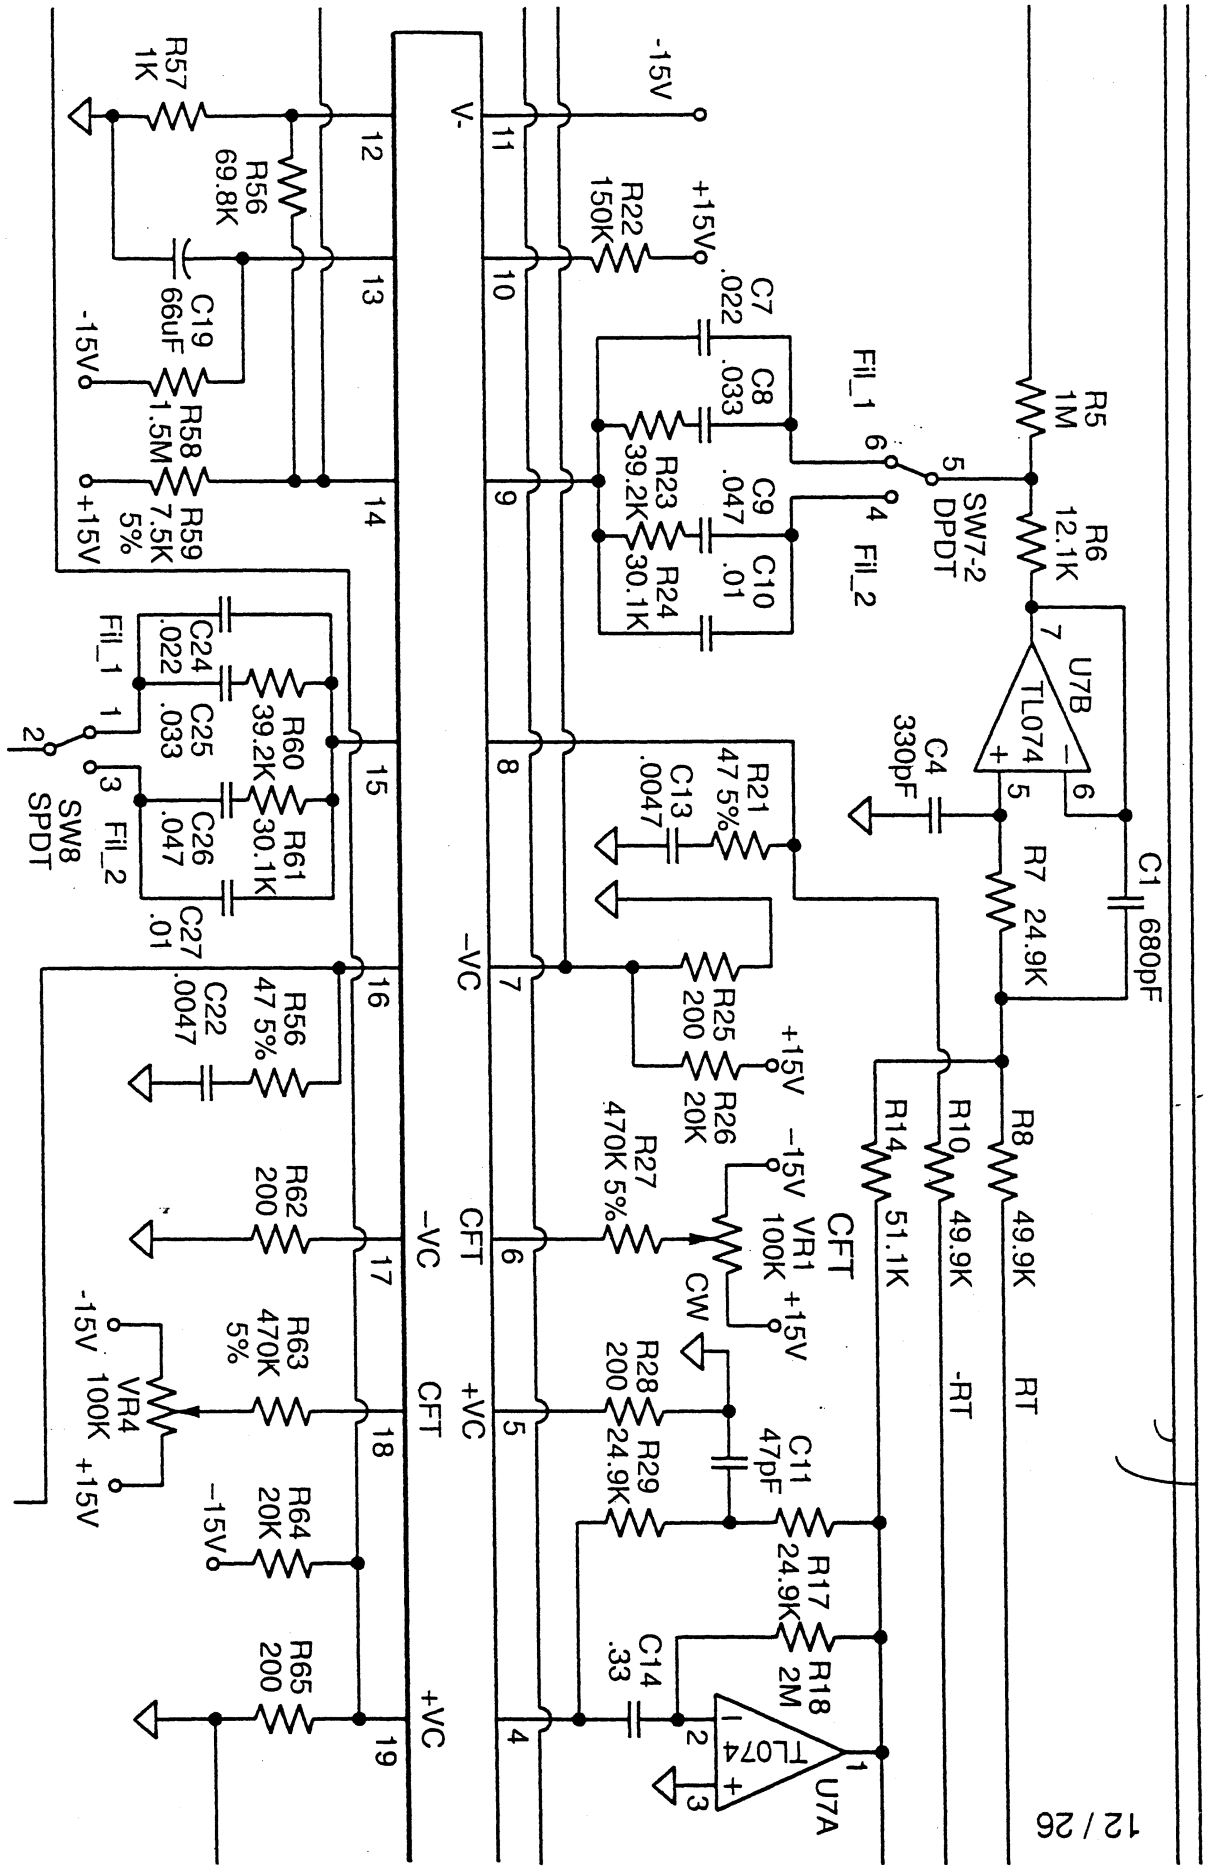 12 / 26
R5
1M
R6
12.1K
5
SW7-2
DPDT
6
4
Fil_1
Fil_2
7
U7B
TL074
−
+
6
5
C4
330pF
R7
24.9K
C1
680pF
R8
49.9K
RT
R10
49.9K
-RT
R14
51.1K
-15V
+15V
R22
150K
C7
.022
C8
.033
R23
39.2K
C9
.047
R24
30.1K
C10
.01
R21
47 5%
C13
.0047
R25
200
R26
20K
+15V
R27
470K 5%
–15V
CFT
VR1
100K
+15V
CW
R28
200
R29
24.9K
C11
47pF
R17
24.9K
R18
2M
C14
.33
2
−
TL074
+
3
1
U7A
V-
11
10
9
8
–VC
7
CFT
6
+VC
5
4
12
13
14
15
16
–VC
17
CFT
18
+VC
19
R57
1K
R56
69.8K
C19
66uF
-15V
R58
1.5M
R59
7.5K
5%
+15V
Fil_1
C24
.022
C25
.033
R60
39.2K
C26
.047
R61
30.1K
C27
.01
1
2
3
Fil_2
SW8
SPDT
R56
47 5%
C22
.0047
R62
200
R63
470K
5%
-15V
VR4
100K
+15V
R64
20K
–15V
R65
200